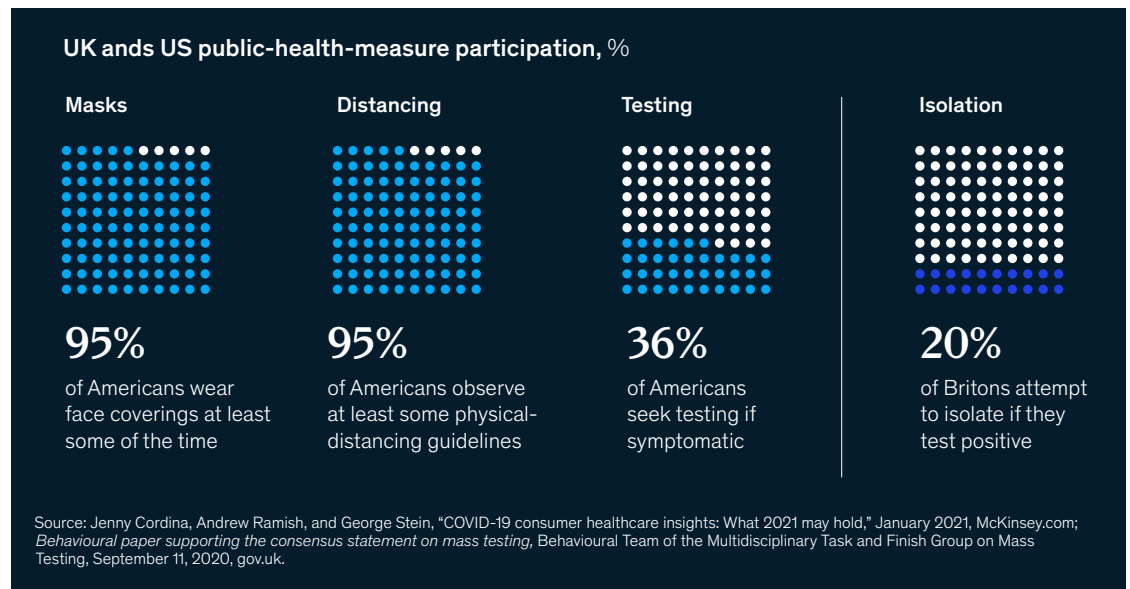 UK ands US public-health-measure participation, %
Masks
Distancing
Testing
Isolation
95%
of Americans wear
face coverings at least
some of the time
95%
of Americans observe
at least some physical-
distancing guidelines
36%
of Americans
seek testing if
symptomatic
20%
of Britons attempt
to isolate if they
test positive
Source: Jenny Cordina, Andrew Ramish, and George Stein, “COVID-19 consumer healthcare insights: What 2021 may hold,” January 2021, McKinsey.com;
Behavioural paper supporting the consensus statement on mass testing, Behavioural Team of the Multidisciplinary Task and Finish Group on Mass
Testing, September 11, 2020, gov.uk.